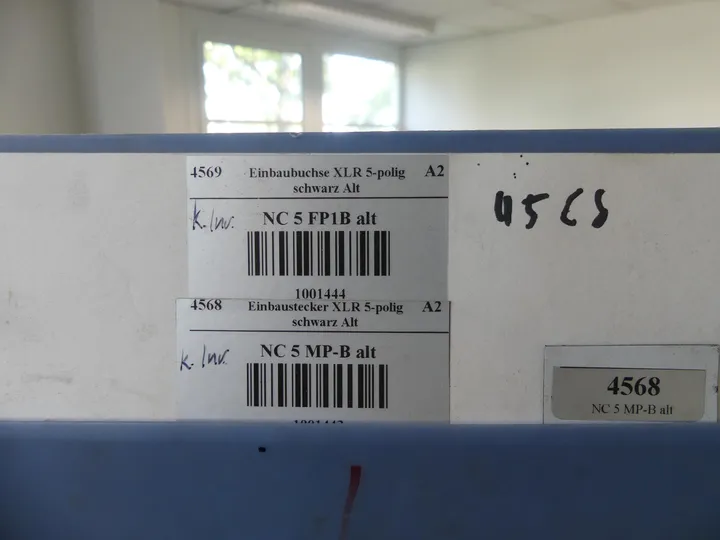 4569 Einbaubuchse XLR 5-polig A2
schwarz Alt
K. Inv. NC 5 FP1B alt
1001444
4568 Einbaustecker XLR 5-polig A2
schwarz Alt
K. Inv. NC 5 MP-B alt
4568
NC 5 MP-B alt